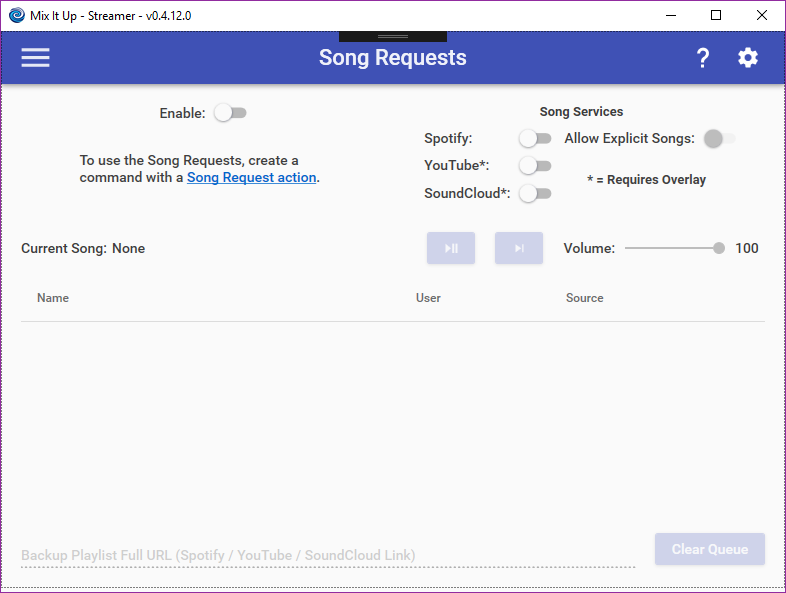 Mix It Up - Streamer - v0.4.12.0
Song Requests
?
Enable:
To use the Song Requests, create a
command with a Song Request action.
Song Services
Spotify:
Allow Explicit Songs:
YouTube*:
* = Requires Overlay
SoundCloud*:
Current Song: None
Volume:
100
Name
User
Source
Backup Playlist Full URL (Spotify / YouTube / SoundCloud Link)
Clear Queue